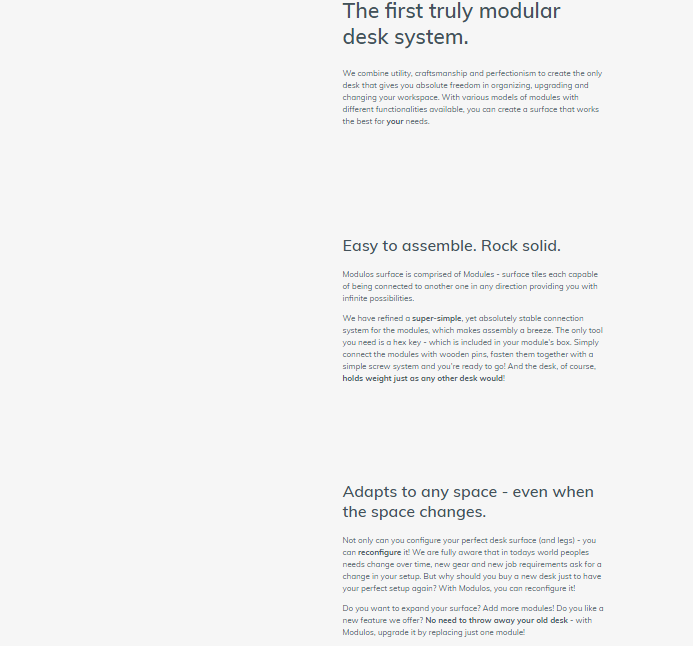 The first truly modular
desk system.
We combine utility, craftsmanship and perfectionism to create the only
desk that gives you absolute freedom in organizing, upgrading and
changing your workspace. With various models of modules with
different functionalities available, you can create a surface that works
the best for your needs.
Easy to assemble. Rock solid.
Modulos surface is comprised of Modules - surface tiles each capable
of being connected to another one in any direction providing you with
infinite possibilities.
We have refined a super-simple, yet absolutely stable connection
system for the modules, which makes assembly a breeze. The only tool
you need is a hex key - which is included in your module's box. Simply
connect the modules with wooden pins, fasten them together with a
simple screw system and you're ready to go! And the desk, of course,
holds weight just as any other desk would!
Adapts to any space - even when
the space changes.
Not only can you configure your perfect desk surface (and legs) - you
can reconfigure it! We are fully aware that in todays world peoples
needs change over time, new gear and new job requirements ask for a
change in your setup. But why should you buy a new desk just to have
your perfect setup again? With Modulos, you can reconfigure it!
Do you want to expand your surface? Add more modules! Do you like a
new feature we offer? No need to throw away your old desk - with
Modulos, upgrade it by replacing just one module!